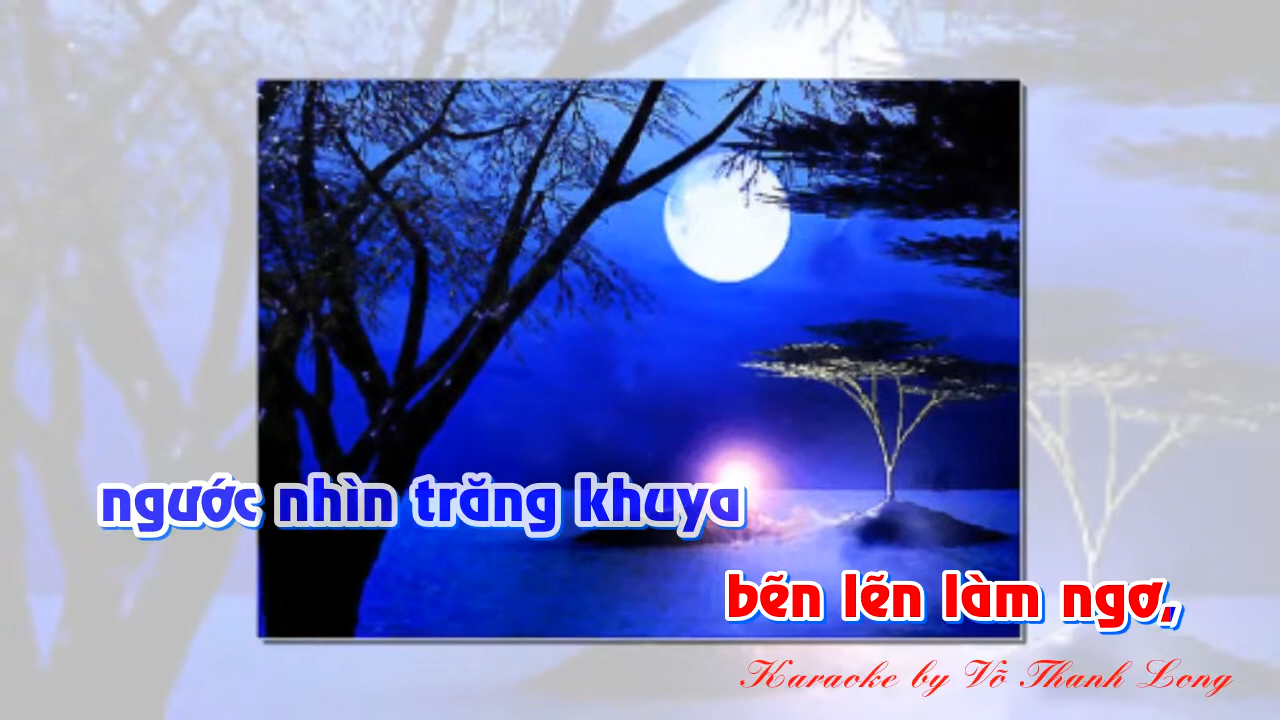 ngước nhìn trăng khuya
bẽn lẽn làm ngơ,
Karaoke by Võ Thanh Long